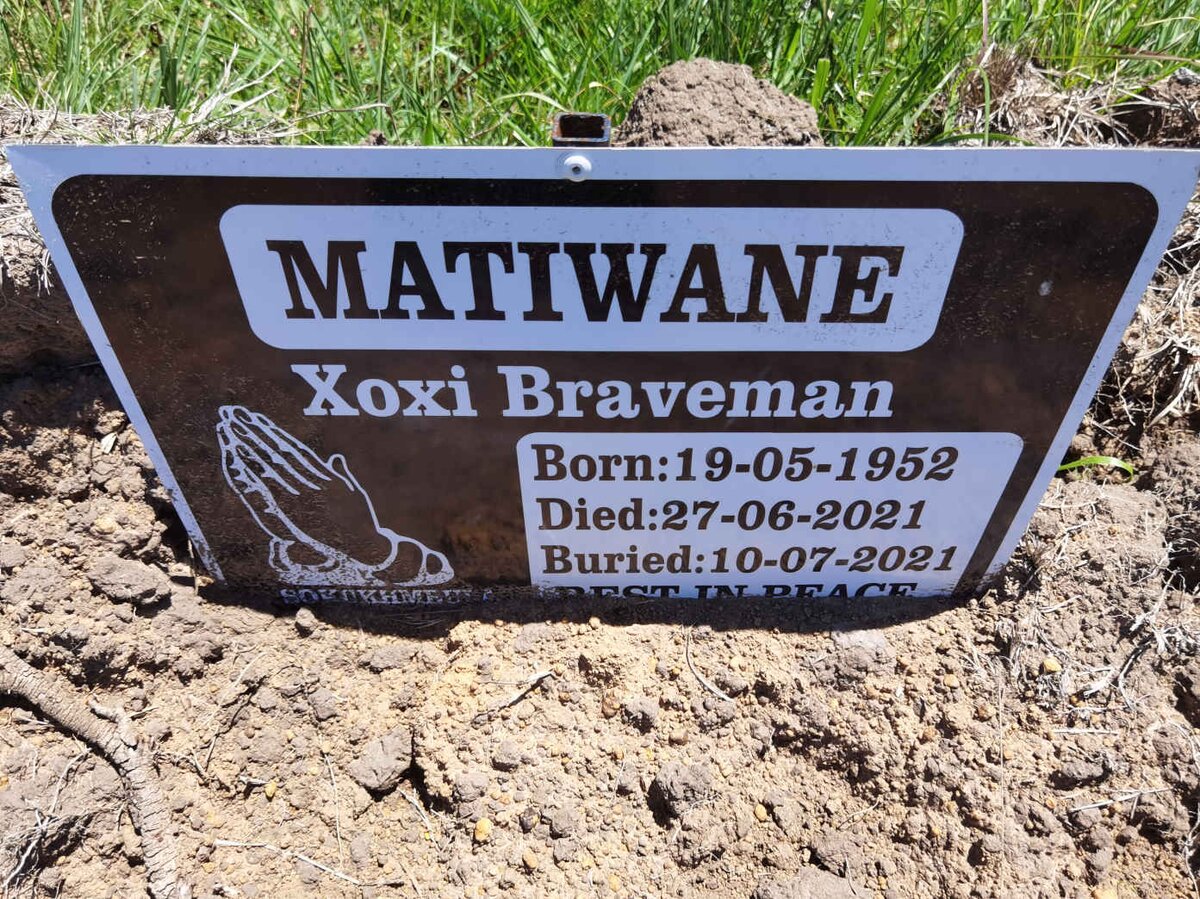 MATIWANE
Xoxi Braveman
Born:19-05-1952
Died:27-06-2021
Buried:10-07-2021
REST IN PEACE